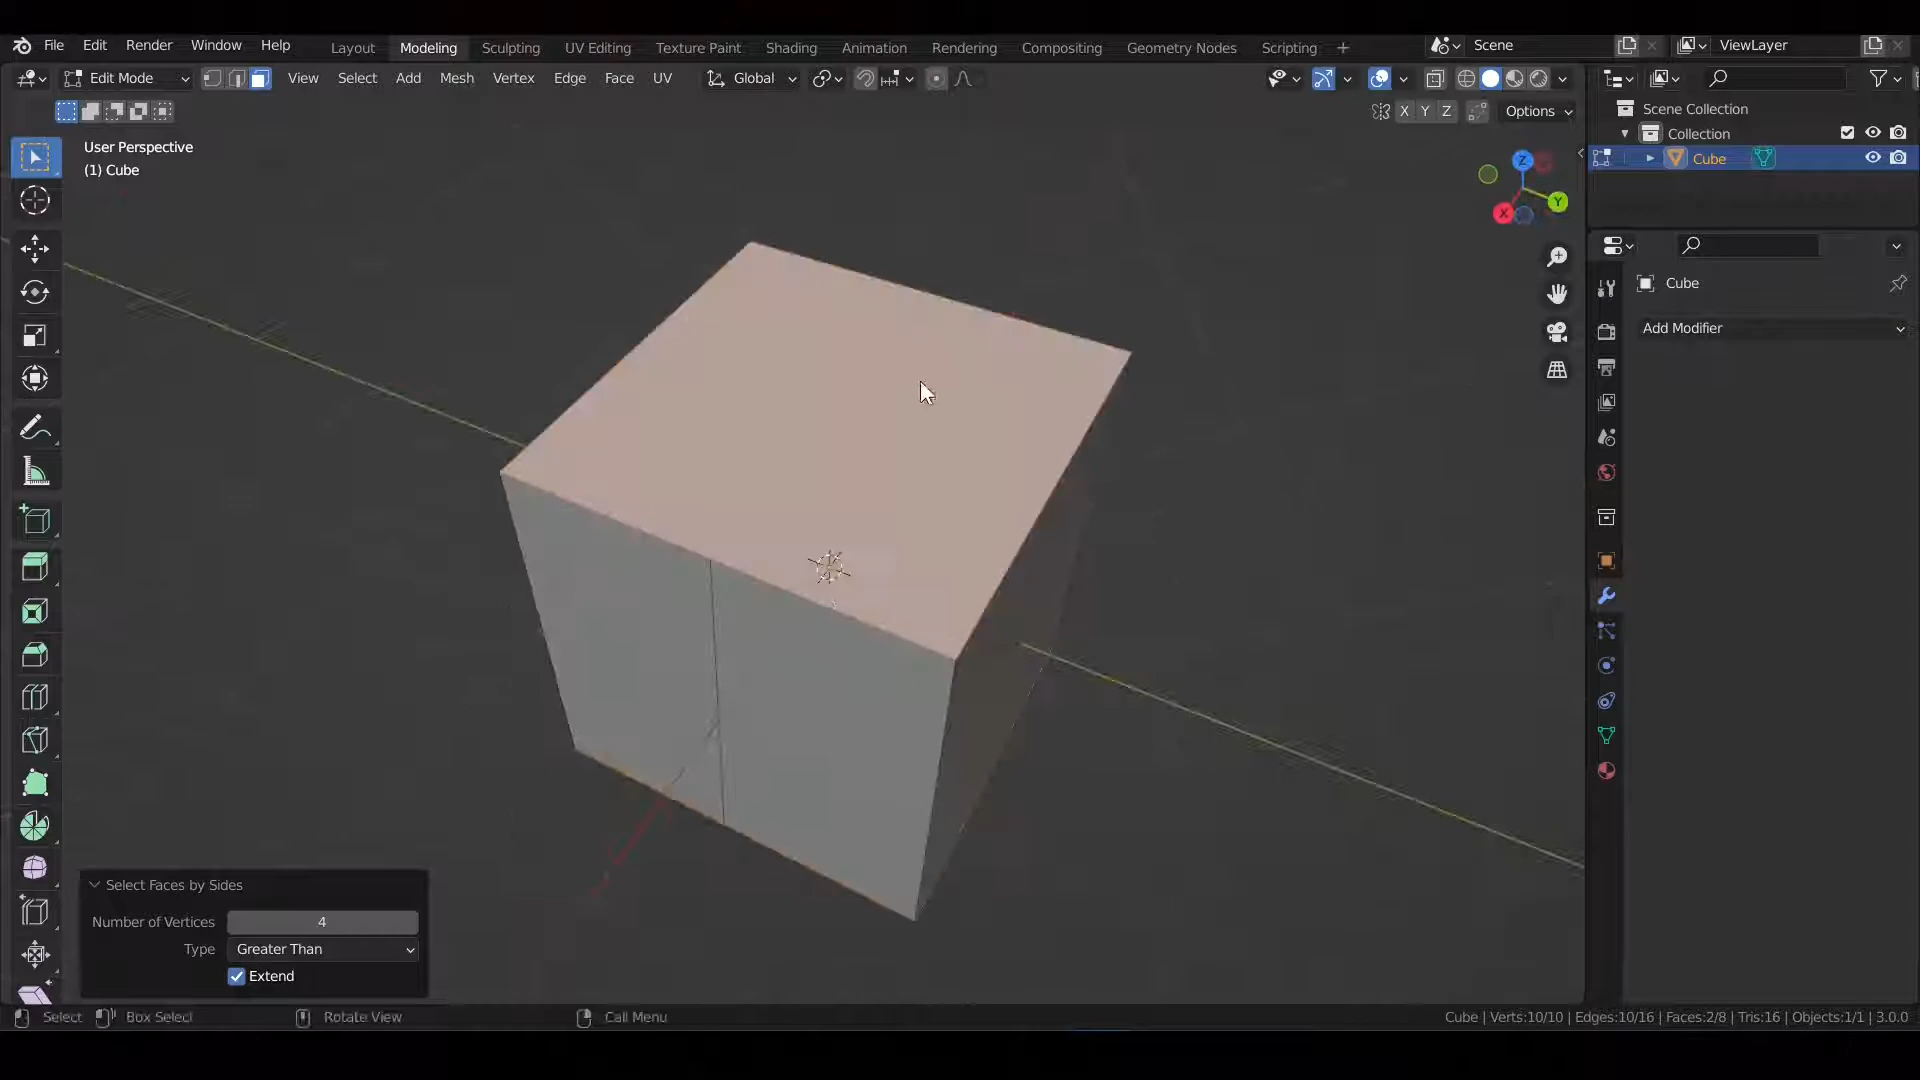 File Edit Render Window Help Layout Modeling Sculpting UV Editing Texture Paint Shading Animation Rendering Compositing Geometry Nodes Scripting + Scene ViewLayer
Edit Mode View Select Add Mesh Vertex Edge Face UV Global
X Y Z Options
User Perspective
(1) Cube
Z
Y
X
Scene Collection
Collection
Cube
Cube
Add Modifier
Select Faces by Sides
Number of Vertices 4
Type Greater Than
Extend
Select Box Select Rotate View Call Menu Cube | Verts:10/10 | Edges:10/16 | Faces:2/8 | Tris:16 | Objects:1/1 | 3.0.0